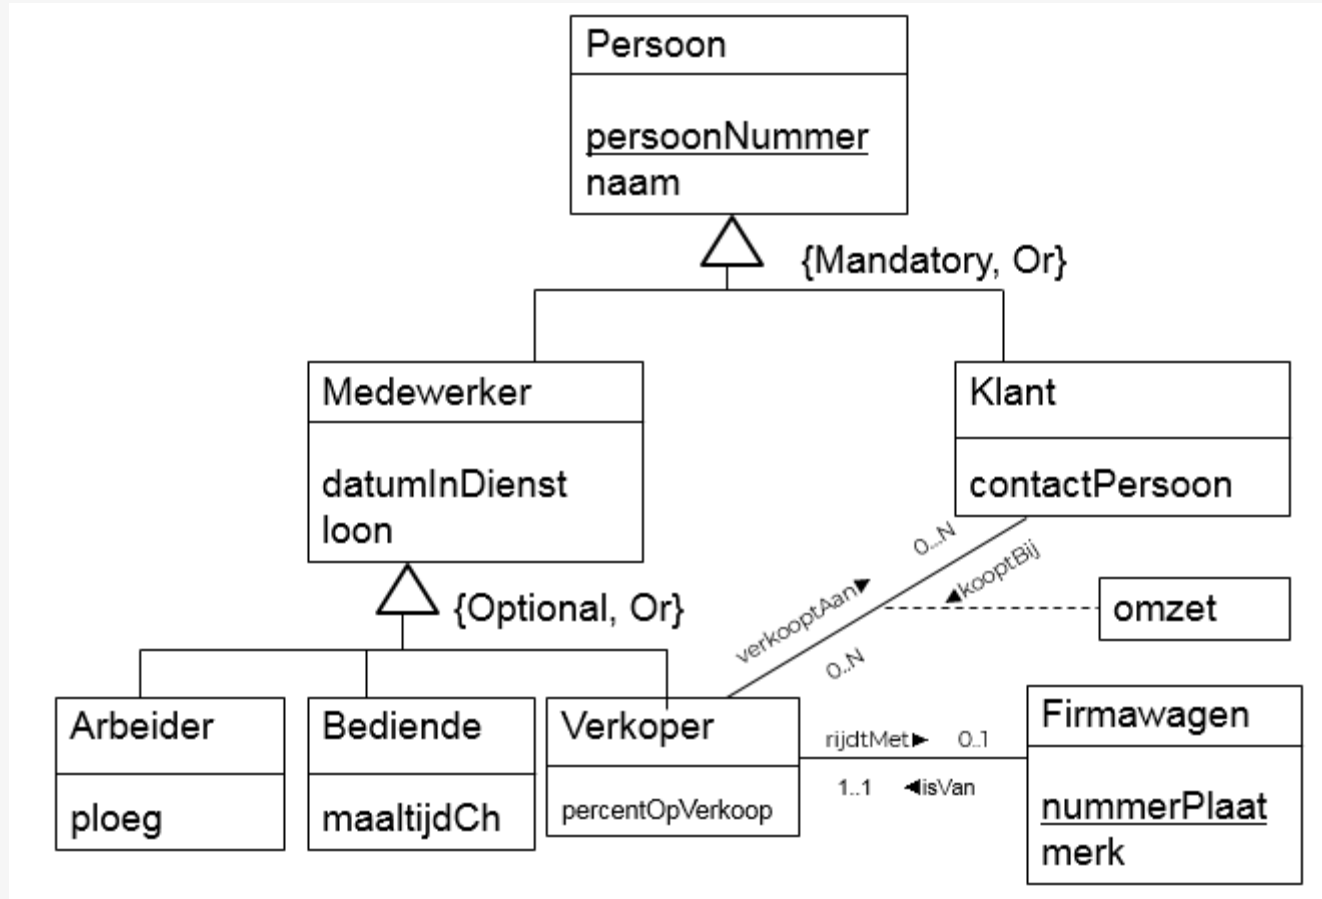 Persoon
persoonNummer
naam
{Mandatory, Or}
Medewerker
datumInDienst
loon
Klant
contactPersoon
0..N
◄kooptBij
verkooptAan►
0..N
omzet
{Optional, Or}
Arbeider
ploeg
Bediende
maaltijdCh
Verkoper
percentOpVerkoop
rijdtMet► 0..1
1..1 ◄isVan
Firmawagen
nummerPlaat
merk